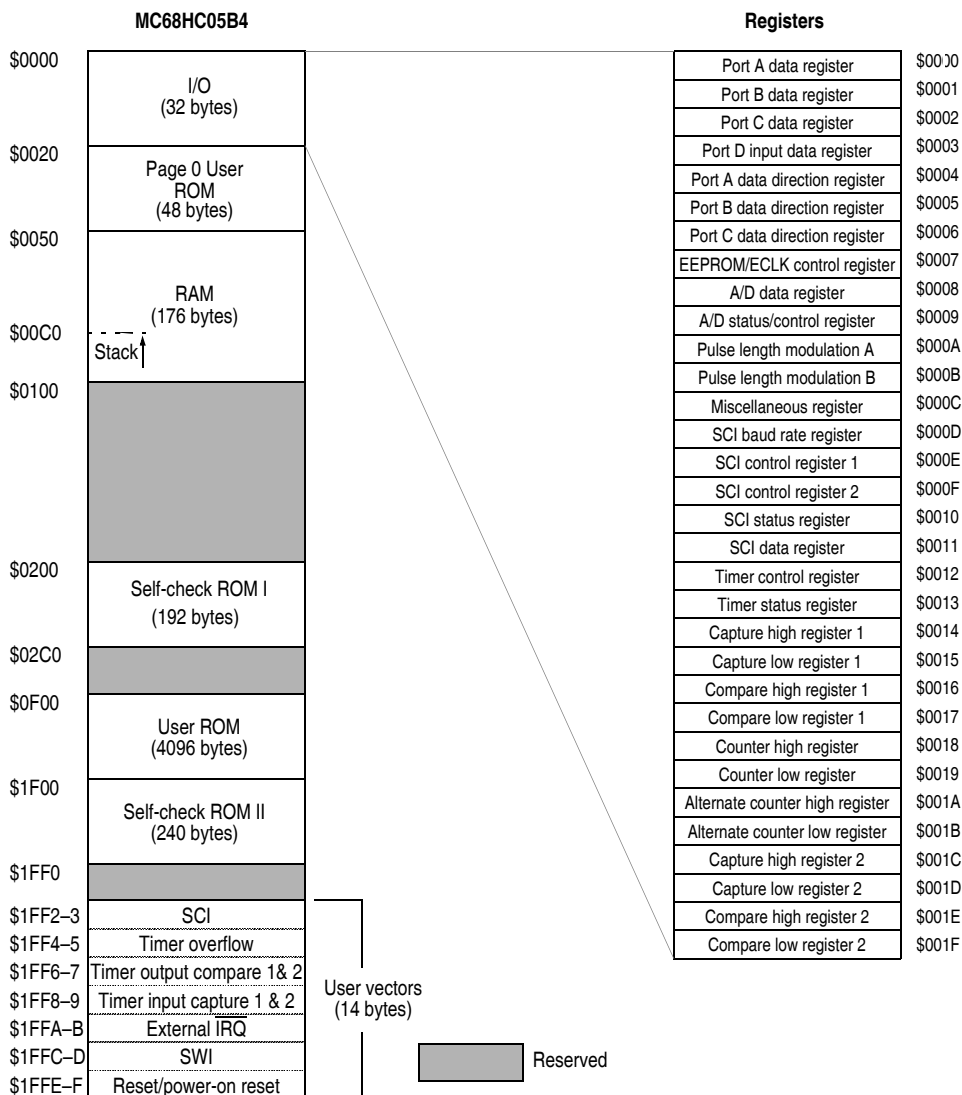 MC68HC05B4
$0000
I/O
(32 bytes)
$0020
Page 0 User
ROM
(48 bytes)
$0050
RAM
(176 bytes)
$00C0
Stack
$0100
$0200
Self-check ROM I
(192 bytes)
$02C0
$0F00
User ROM
(4096 bytes)
$1F00
Self-check ROM II
(240 bytes)
$1FF0
$1FF2–3 SCI
$1FF4–5 Timer overflow
$1FF6–7 Timer output compare 1& 2
$1FF8–9 Timer input capture 1 & 2
$1FFA–B External IRQ
$1FFC–D SWI
$1FFE–F Reset/power-on reset
User vectors
(14 bytes)
Reserved
Registers
Port A data register $0000
Port B data register $0001
Port C data register $0002
Port D input data register $0003
Port A data direction register $0004
Port B data direction register $0005
Port C data direction register $0006
EEPROM/ECLK control register $0007
A/D data register $0008
A/D status/control register $0009
Pulse length modulation A $000A
Pulse length modulation B $000B
Miscellaneous register $000C
SCI baud rate register $000D
SCI control register 1 $000E
SCI control register 2 $000F
SCI status register $0010
SCI data register $0011
Timer control register $0012
Timer status register $0013
Capture high register 1 $0014
Capture low register 1 $0015
Compare high register 1 $0016
Compare low register 1 $0017
Counter high register $0018
Counter low register $0019
Alternate counter high register $001A
Alternate counter low register $001B
Capture high register 2 $001C
Capture low register 2 $001D
Compare high register 2 $001E
Compare low register 2 $001F